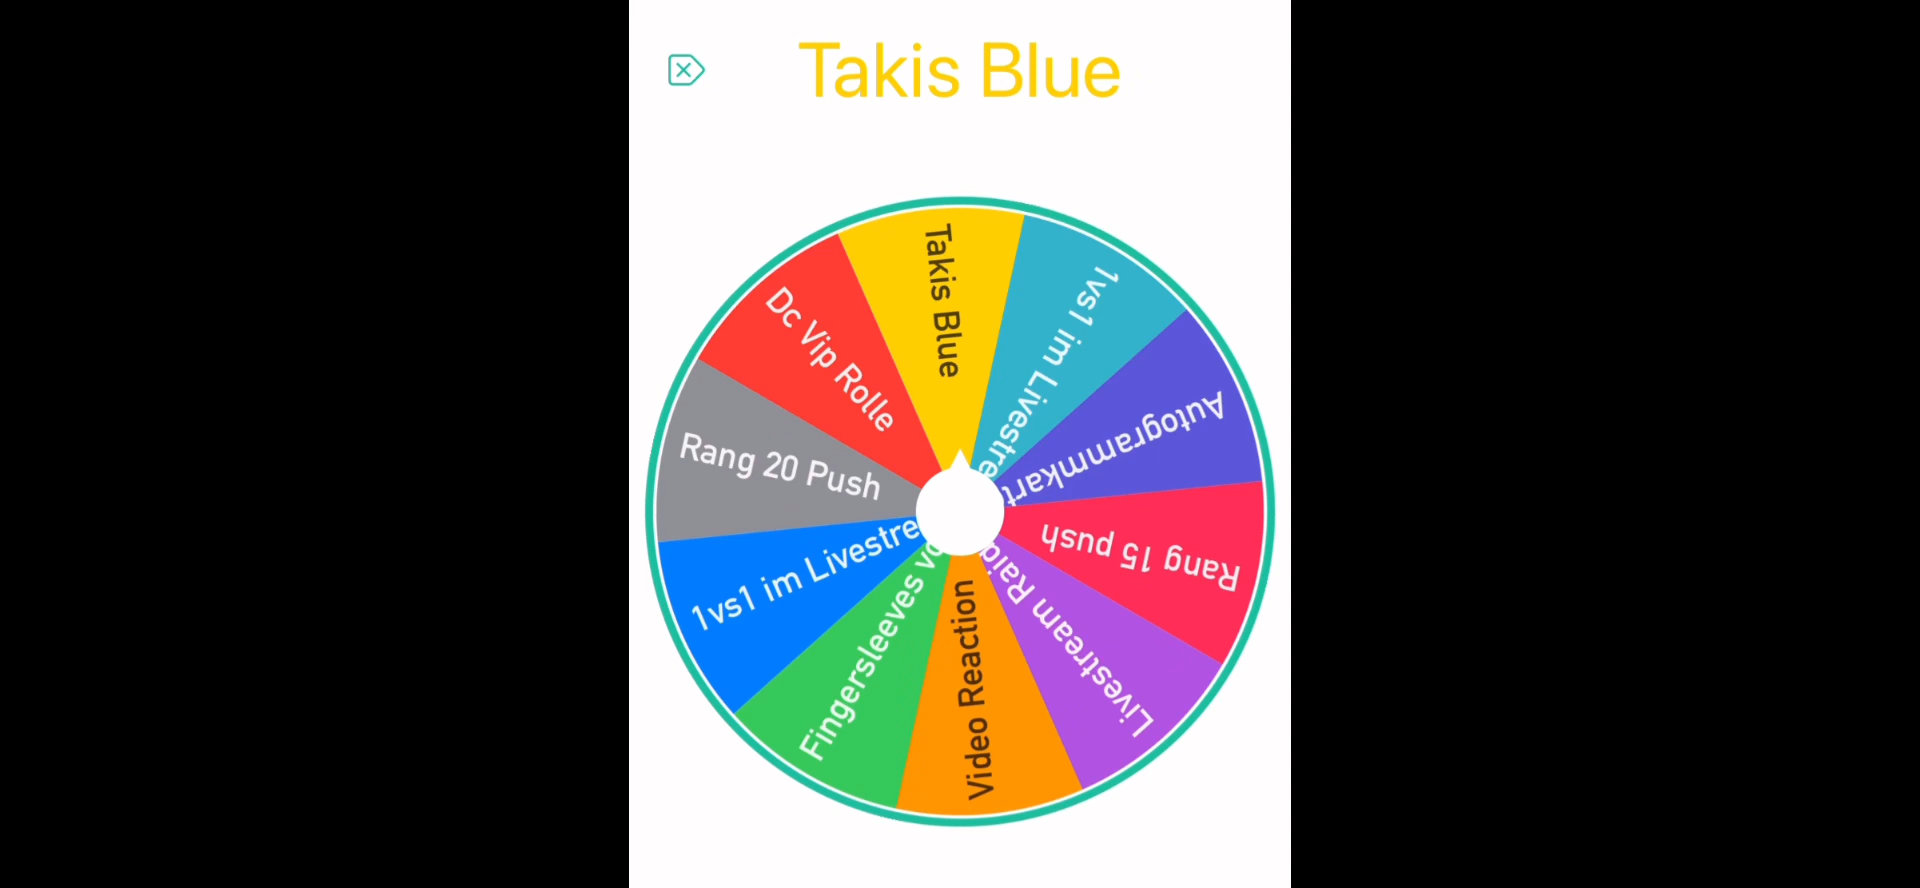 Takis Blue
Takis Blue
1vs1 im Livestre
Autogrammkart
Rang 15 push
Livestream Raid
Video Reaction
Fingersleeves vo
1vs1 im Livestre
Rang 20 Push
Dc Vip Rolle